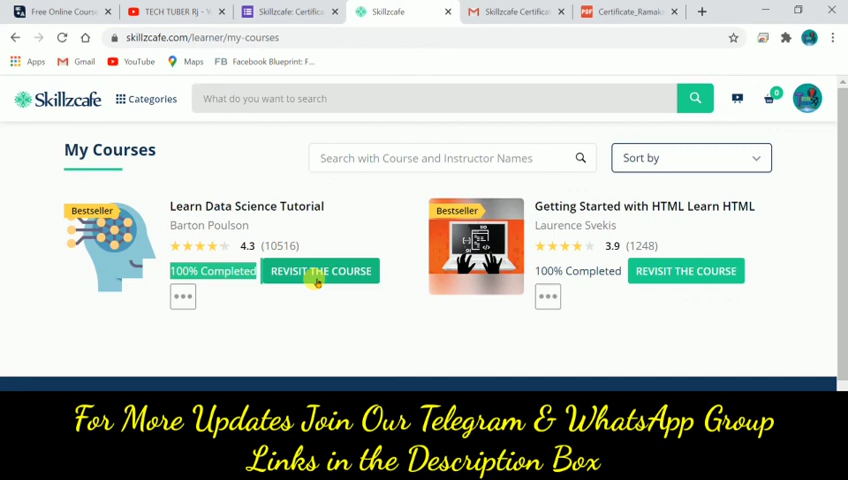 Free Online Cours
TECH TUBER Rj - Y
Skillzcafe: Certifica
Skillzcafe
Skillzcafe Certifica
Certificate_Ramak
skillzcafe.com/learner/my-courses
Apps
Gmail
YouTube
Maps
FB
Facebook Blueprint: F...
Skillzcafe
Categories
What do you want to search
0
My Courses
Search with Course and Instructor Names
Sort by
Bestseller
Learn Data Science Tutorial
Barton Poulson
4.3 (10516)
100% Completed
REVISIT THE COURSE
Bestseller
Getting Started with HTML Learn HTML
Laurence Svekis
3.9 (1248)
100% Completed
REVISIT THE COURSE
For More Updates Join Our Telegram & WhatsApp Group
Links in the Description Box